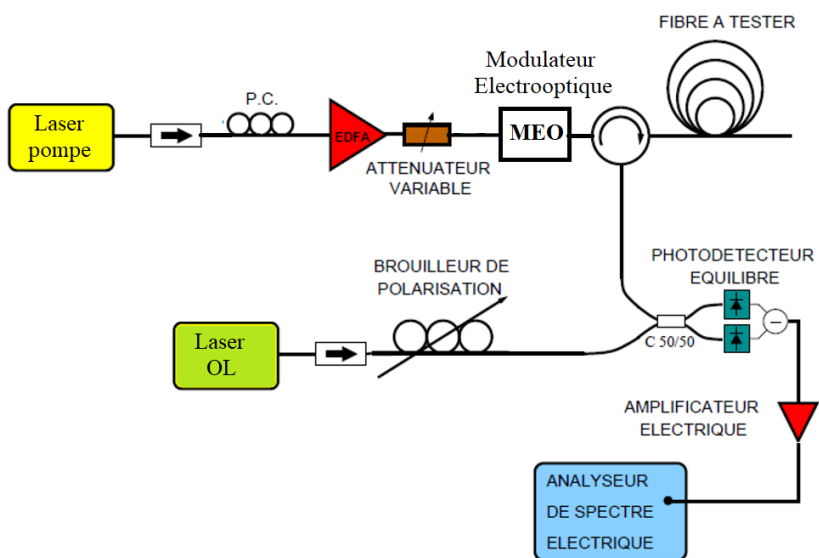 FIBRE A TESTER
Modulateur
Electrooptique
P.C.
Laser
pompe
EDFA
MEO
ATTENUATEUR
VARIABLE
PHOTODETECTEUR
EQUILIBRE
BROUILLEUR DE
POLARISATION
Laser
OL
C 50/50
AMPLIFICATEUR
ELECTRIQUE
ANALYSEUR
DE SPECTRE
ELECTRIQUE